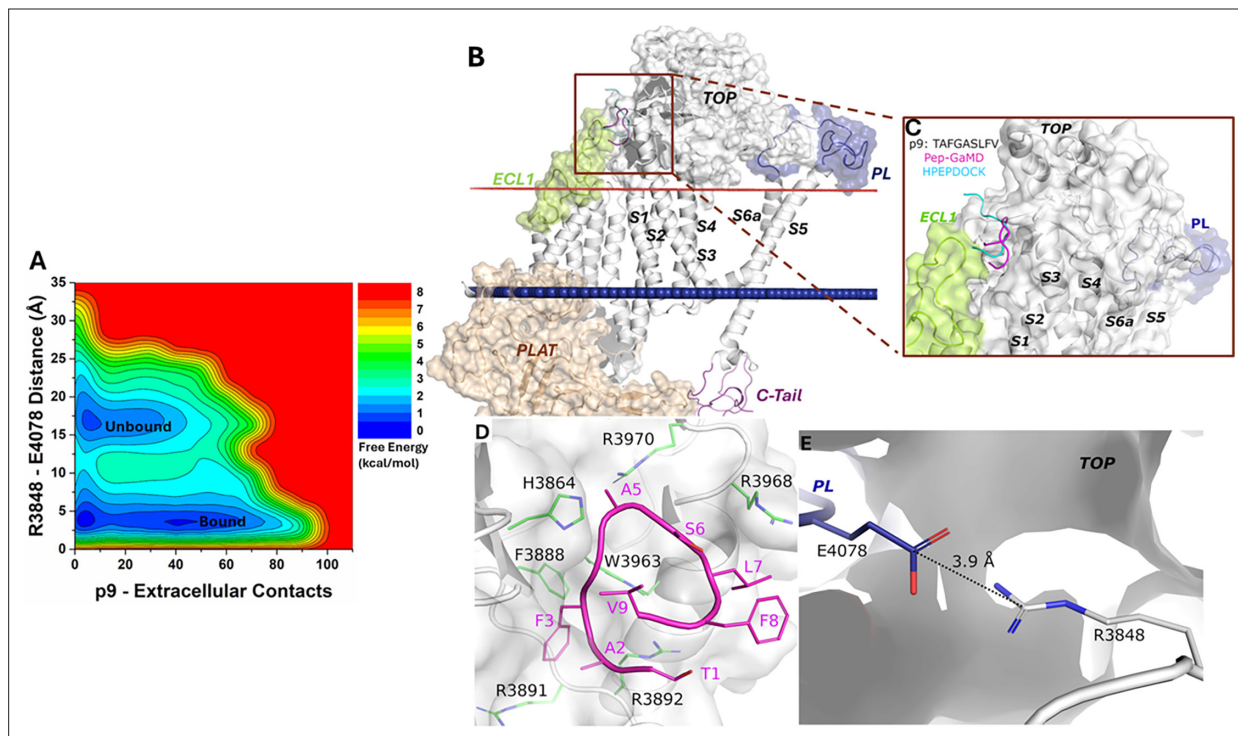 A
35
30
25
20
15
10
5
0
R3848 - E4078 Distance (Å)
Unbound
Bound
0 20 40 60 80 100
p9 - Extracellular Contacts
8
7
6
5
4
3
2
1
0
Free Energy
(kcal/mol)
B
TOP
ECL1
PL
S1
S2
S4
S3
S6a
S5
PLAT
C-Tail
C
TOP
p9: TAFGASLFV
Pep-GaMD
HPEPDOCK
ECL1
PL
S3
S4
S2
S6a
S5
S1
D
R3970
H3864
A5
R3968
S6
F3888
W3963
L7
V9
F3
F8
A2
T1
R3891
R3892
E
TOP
PL
E4078
3.9 Å
R3848